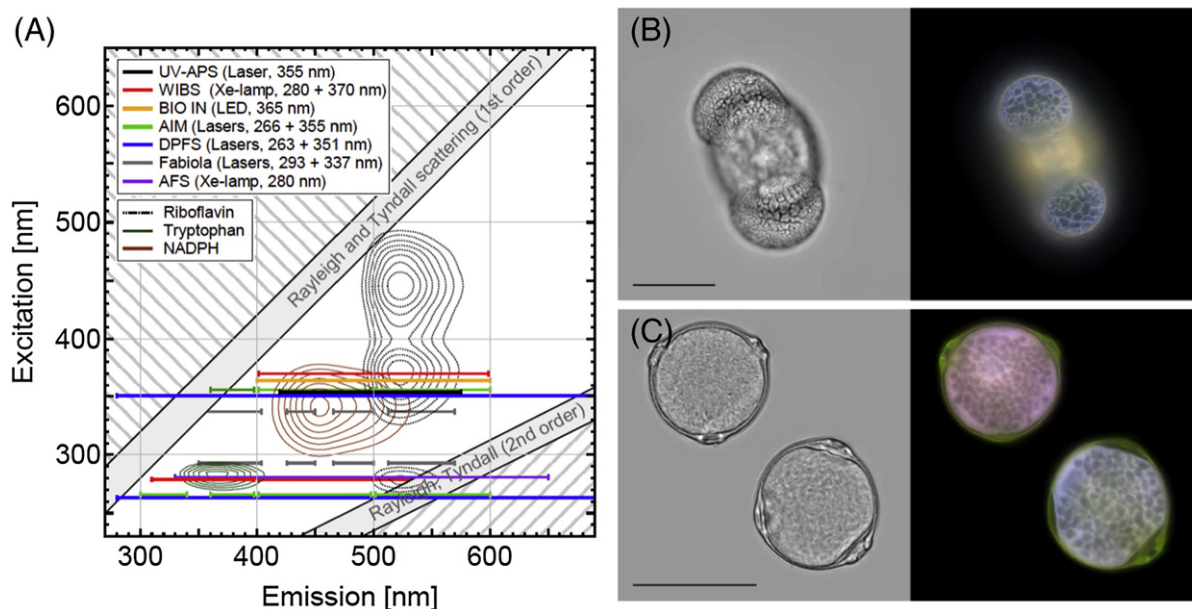 (A)
Excitation [nm]
600
500
400
300
UV-APS (Laser, 355 nm)
WIBS (Xe-lamp, 280 + 370 nm)
BIO IN (LED, 365 nm)
AIM (Lasers, 266 + 355 nm)
DPFS (Lasers, 263 + 351 nm)
Fabiola (Lasers, 293 + 337 nm)
AFS (Xe-lamp, 280 nm)
Riboflavin
Tryptophan
NADPH
Rayleigh and Tyndall scattering (1st order)
Rayleigh, Tyndall (2nd order)
300
400
500
600
Emission [nm]
(B)
(C)